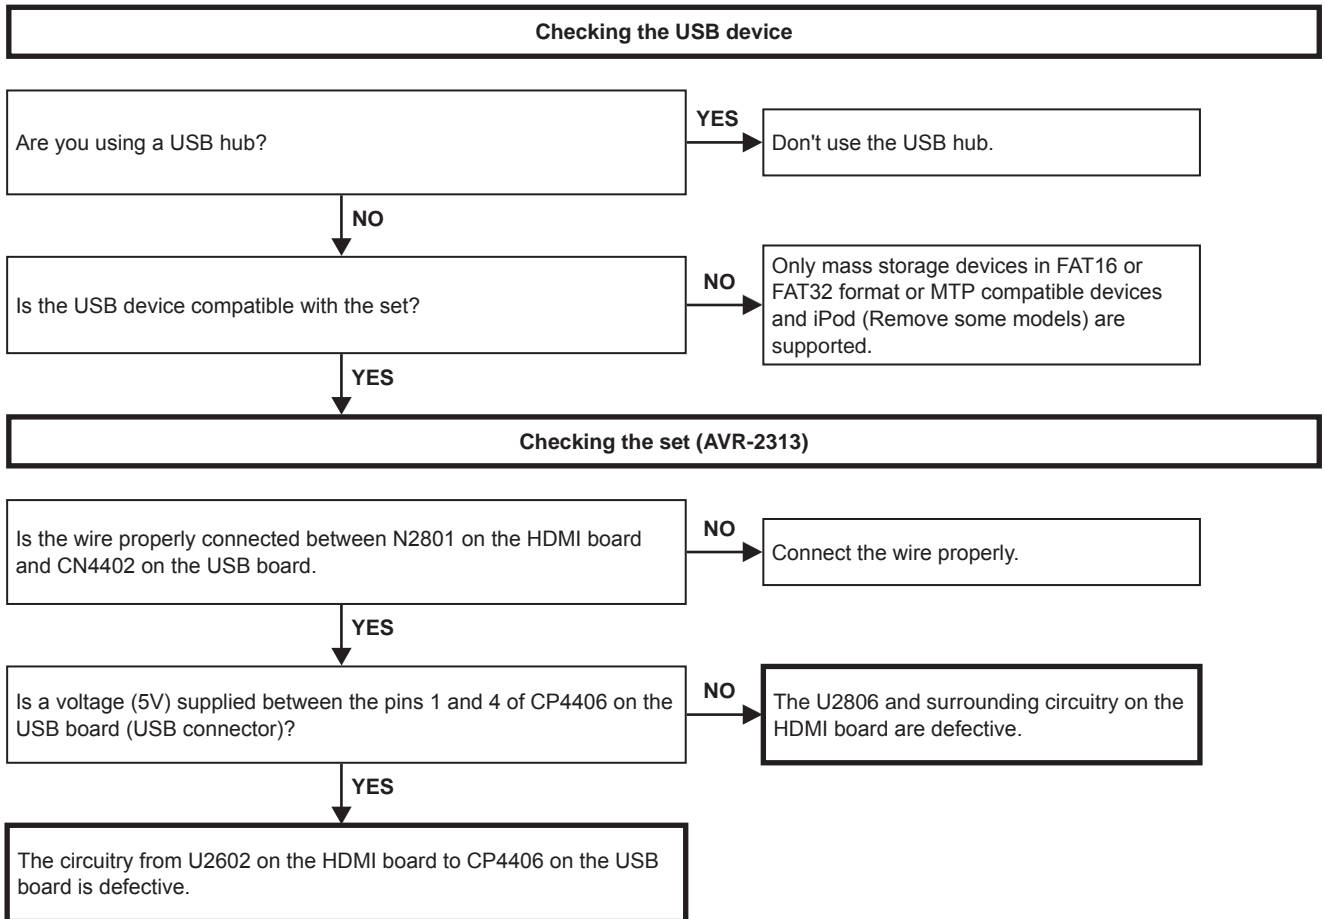 Checking the USB device
Are you using a USB hub?
YES
Don't use the USB hub.
NO
Is the USB device compatible with the set?
NO
Only mass storage devices in FAT16 or
FAT32 format or MTP compatible devices
and iPod (Remove some models) are
supported.
YES
Checking the set (AVR-2313)
Is the wire properly connected between N2801 on the HDMI board
and CN4402 on the USB board.
NO
Connect the wire properly.
YES
Is a voltage (5V) supplied between the pins 1 and 4 of CP4406 on the
USB board (USB connector)?
NO
The U2806 and surrounding circuitry on the
HDMI board are defective.
YES
The circuitry from U2602 on the HDMI board to CP4406 on the USB
board is defective.